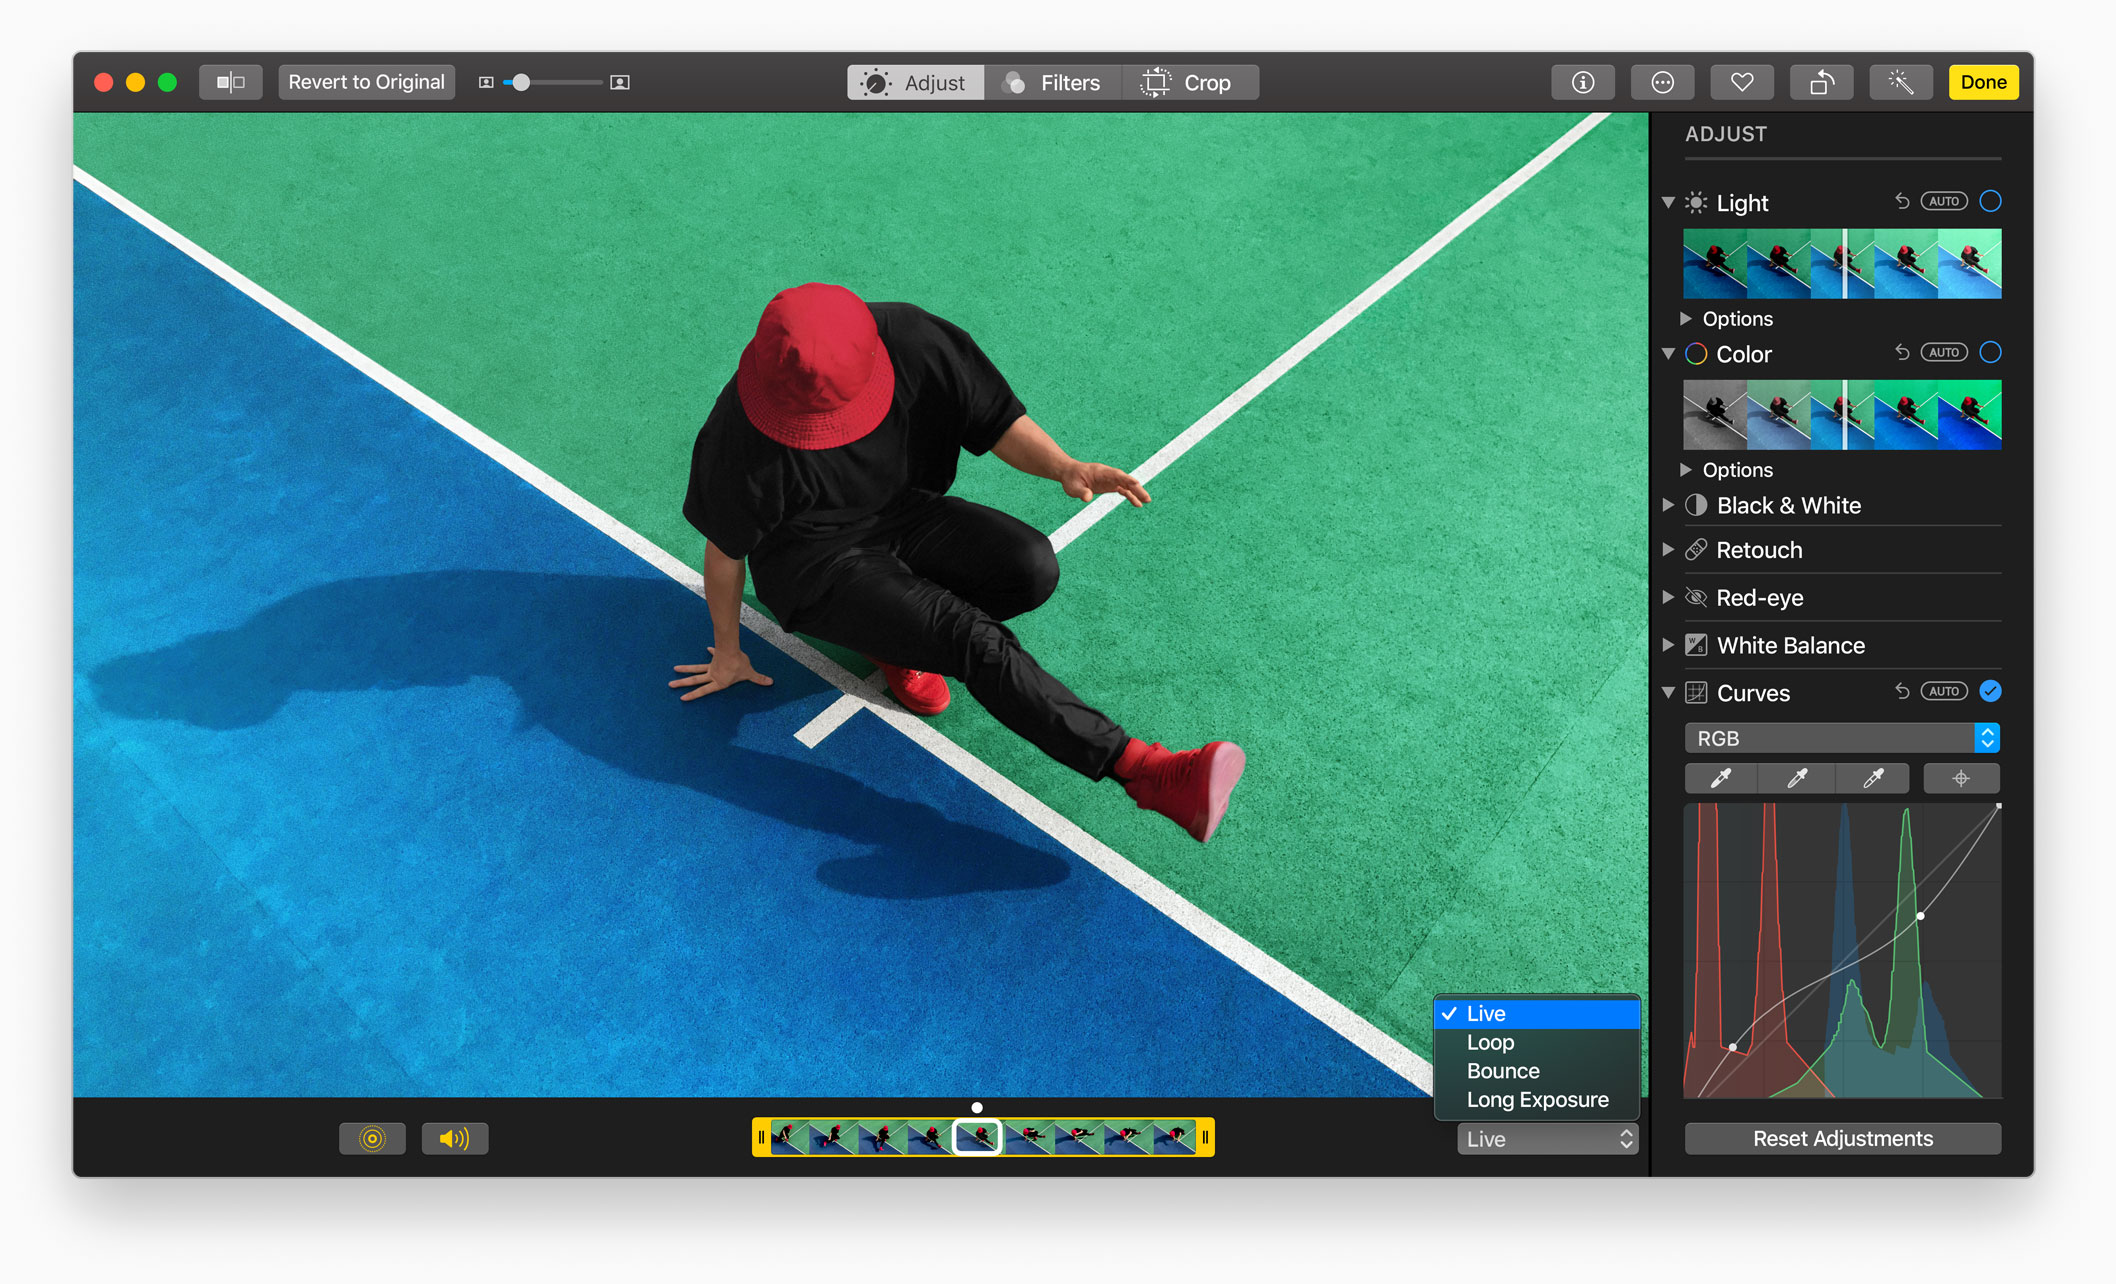 Revert to Original
Adjust
Filters
Crop
Done
ADJUST
Light AUTO
Options
Color AUTO
Options
Black & White
Retouch
Red-eye
White Balance
Curves AUTO
RGB
Live
Loop
Bounce
Long Exposure
Live
Reset Adjustments